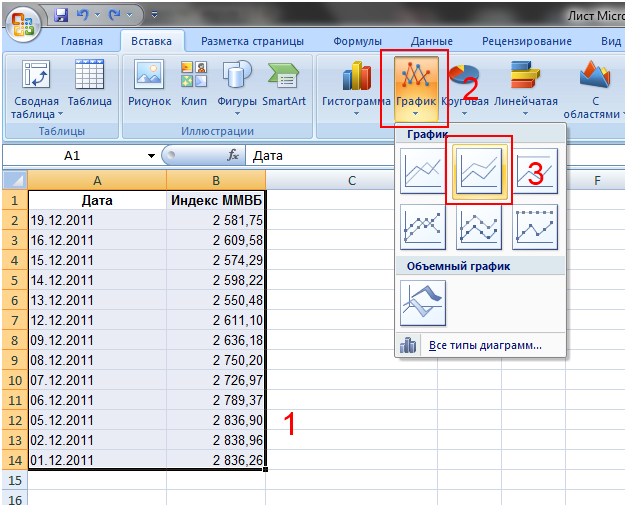 Лист Micro
Главная Вставка Разметка страницы Формулы Данные Рецензирование Вид
Сводная таблица Таблица Рисунок Клип Фигуры SmartArt Гистограмма График Круговая Линейчатая С областями
2
Таблицы Иллюстрации
A1 fx Дата
График
3
A B C F
1 Дата Индекс ММВБ
2 19.12.2011 2 581,75
3 16.12.2011 2 609,58
4 15.12.2011 2 574,29
5 14.12.2011 2 598,22
6 13.12.2011 2 550,48
7 12.12.2011 2 611,10
8 09.12.2011 2 636,18
9 08.12.2011 2 750,20
10 07.12.2011 2 726,97
11 06.12.2011 2 789,37
12 05.12.2011 2 836,90
13 02.12.2011 2 838,96
14 01.12.2011 2 836,26
15
16
1
Объемный график
Все типы диаграмм...